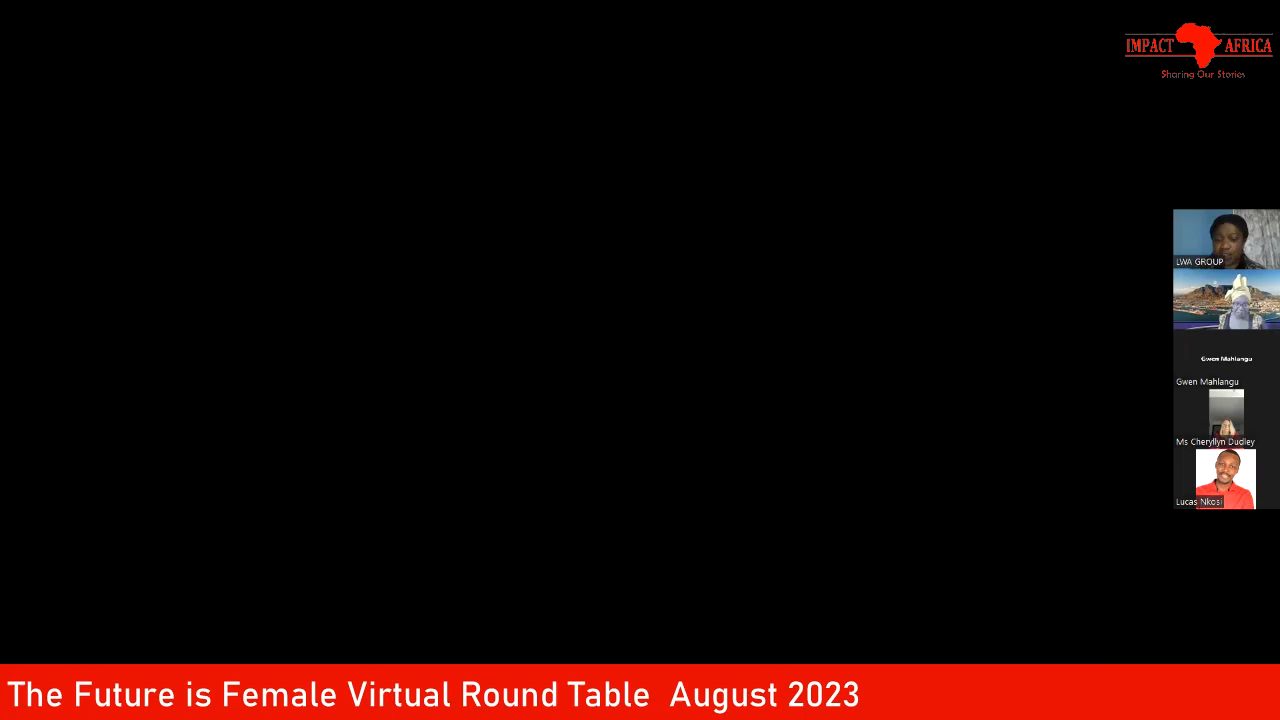 IMPACT AFRICA
Sharing Our Stories
LWA GROUP
Gwen Mahlangu
Gwen Mahlangu
Ms Cheryllyn Dudley
Lucas Nkosi
The Future is Female Virtual Round Table August 2023